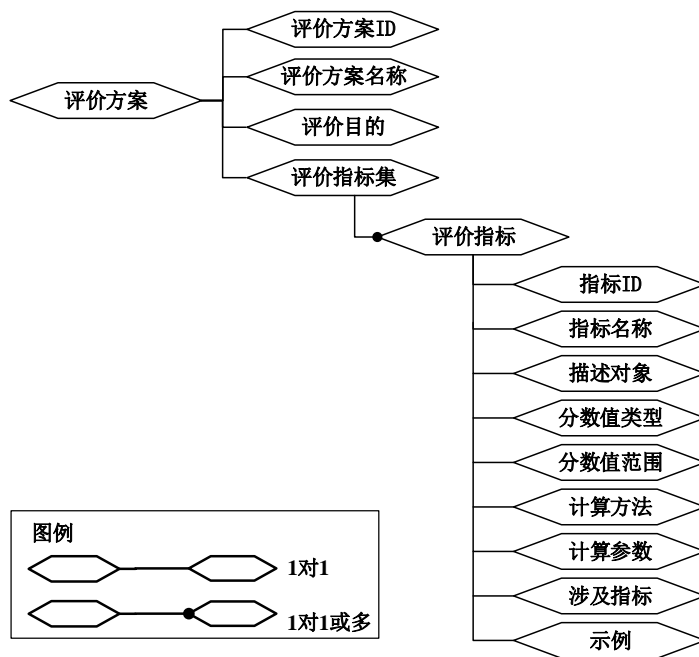 评价方案ID
评价方案名称
评价方案
评价目的
评价指标集
评价指标
指标ID
指标名称
描述对象
分数值类型
分数值范围
计算方法
计算参数
涉及指标
示例
图例
1对1
1对1或多